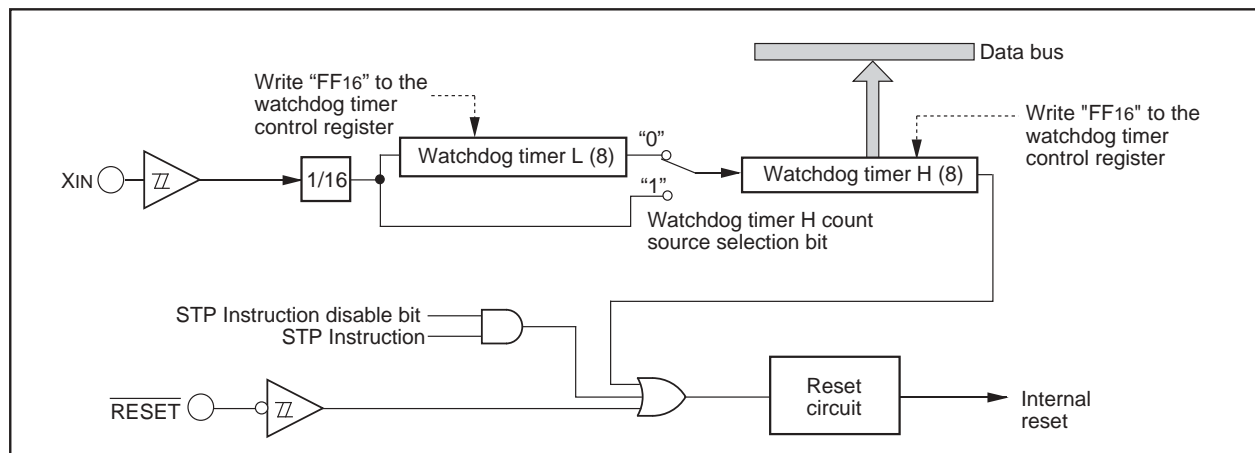 Data bus
Write “FF16” to the
watchdog timer
control register
Write "FF16" to the
watchdog timer
control register
“0”
Watchdog timer L (8)
XIN
1/16
Watchdog timer H (8)
“1”
Watchdog timer H count
source selection bit
STP Instruction disable bit
STP Instruction
RESET
Reset
circuit
Internal
reset